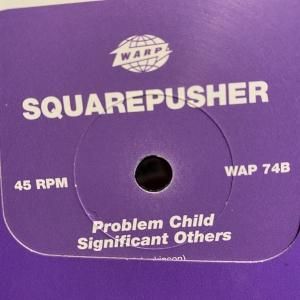 WARP
SQUAREPUSHER
45 RPM
WAP 74B
Problem Child
Significant Others